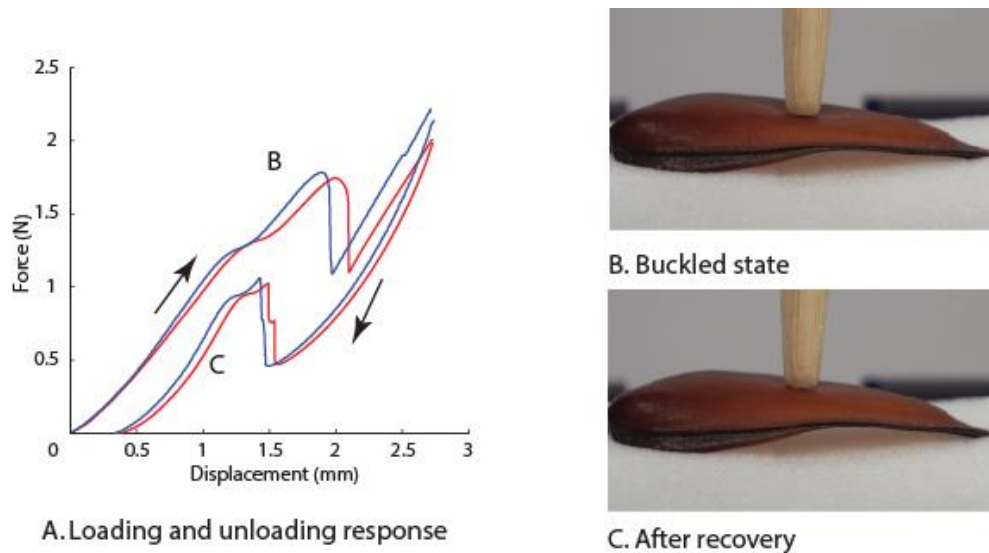 2.5
2
1.5
1
0.5
0
0.5
1
1.5
2
2.5
3
Force (N)
Displacement (mm)
B
C
A. Loading and unloading response
B. Buckled state
C. After recovery